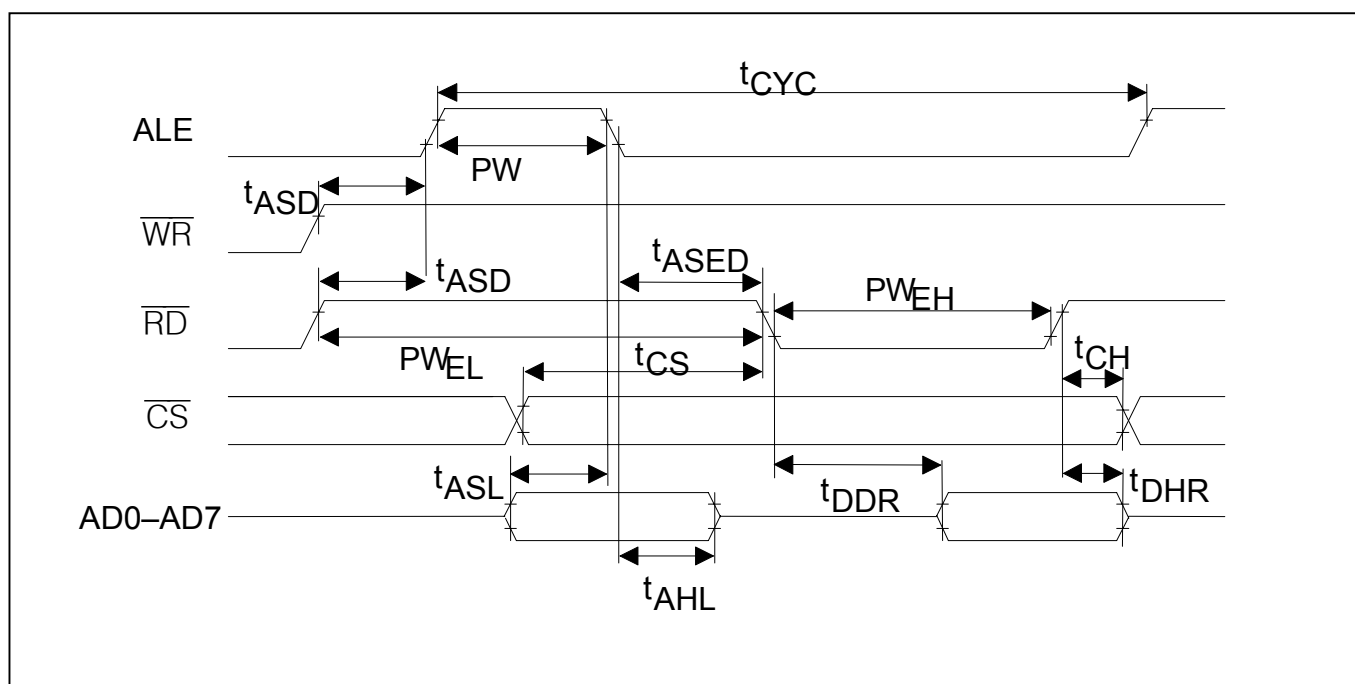 tCYC
ALE
PW
tASD
WR
tASD
tASED
RD
PWEH
PWEL
tCS
tCH
CS
tASL
tDDR
tDHR
AD0–AD7
tAHL